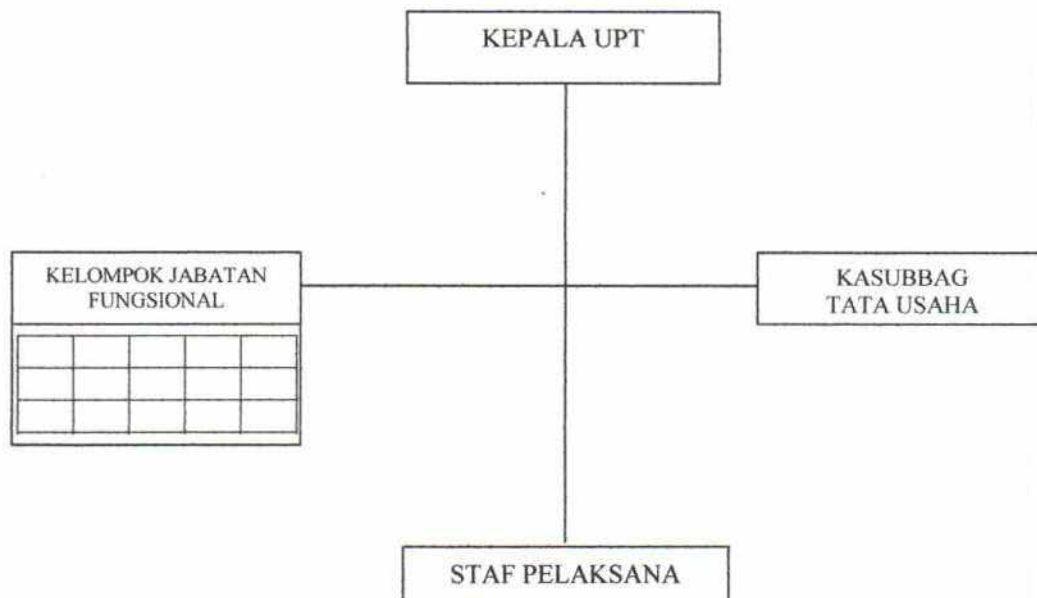 KEPALA UPT
KELOMPOK JABATAN
FUNGSIONAL
KASUBBAG
TATA USAHA
STAF PELAKSANA